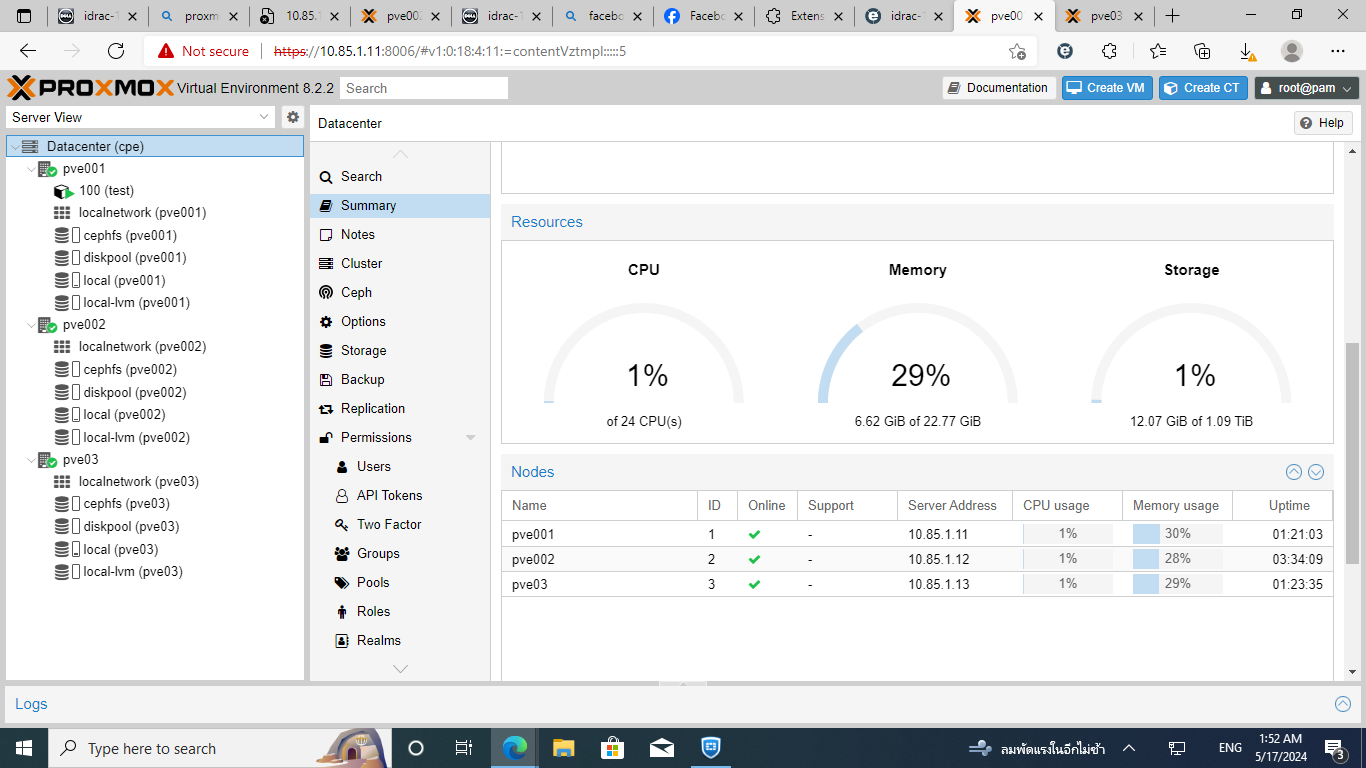 idrac-1
proxm
10.85.1
pve00
idrac-1
facebo
Faceboo
Extens
idrac-1
pve00
pve03
Not secure
https://10.85.1.11:8006/#v1:0:18:4:11:=contentVztmpl:::::5
PROXMOX Virtual Environment 8.2.2
Search
Documentation
Create VM
Create CT
root@pam
Server View
Datacenter
Help
Datacenter (cpe)
pve001
100 (test)
localnetwork (pve001)
cephfs (pve001)
diskpool (pve001)
local (pve001)
local-lvm (pve001)
pve002
localnetwork (pve002)
cephfs (pve002)
diskpool (pve002)
local (pve002)
local-lvm (pve002)
pve03
localnetwork (pve03)
cephfs (pve03)
diskpool (pve03)
local (pve03)
local-lvm (pve03)
Search
Summary
Notes
Cluster
Ceph
Options
Storage
Backup
Replication
Permissions
Users
API Tokens
Two Factor
Groups
Pools
Roles
Realms
Resources
CPU Memory Storage
1% 29% 1%
of 24 CPU(s) 6.62 GiB of 22.77 GiB 12.07 GiB of 1.09 TiB
Nodes
Name ID Online Support Server Address CPU usage Memory usage Uptime
pve001 1 - 10.85.1.11 1% 30% 01:21:03
pve002 2 - 10.85.1.12 1% 28% 03:34:09
pve03 3 - 10.85.1.13 1% 29% 01:23:35
Logs
Type here to search
ลมพัดแรงในอีกไม่ช้า
ENG
1:52 AM
5/17/2024
3